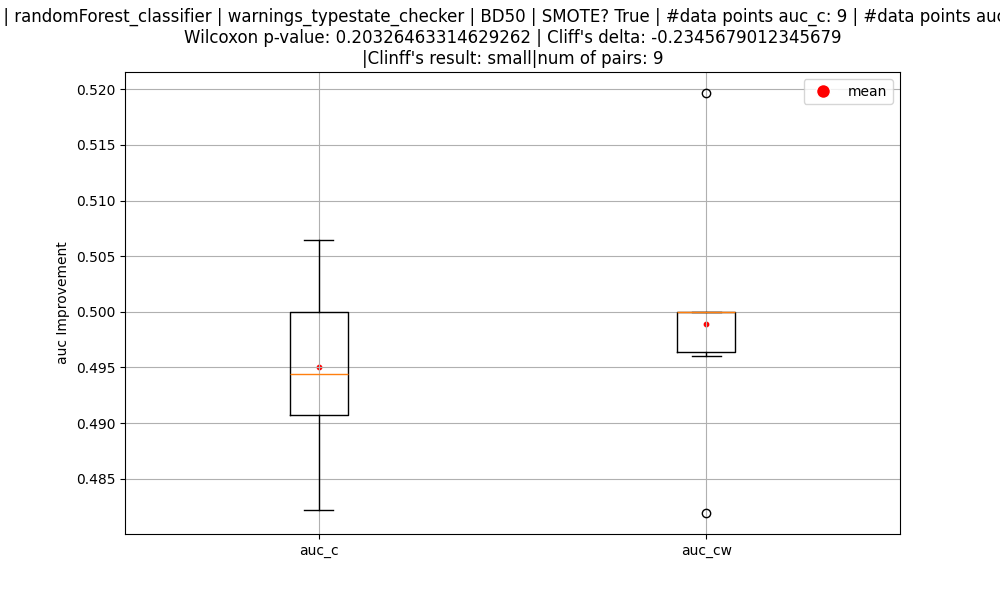 | randomForest_classifier | warnings_typestate_checker | BD50 | SMOTE? True | #data points auc_c: 9 | #data points
Wilcoxon p-value: 0.20326463314629262 | Cliff's delta: -0.2345679012345679
|Clinff's result: small|num of pairs: 9
mean
0.520
0.515
0.510
0.505
0.500
0.495
0.490
0.485
auc Improvement
auc_c
auc_cw